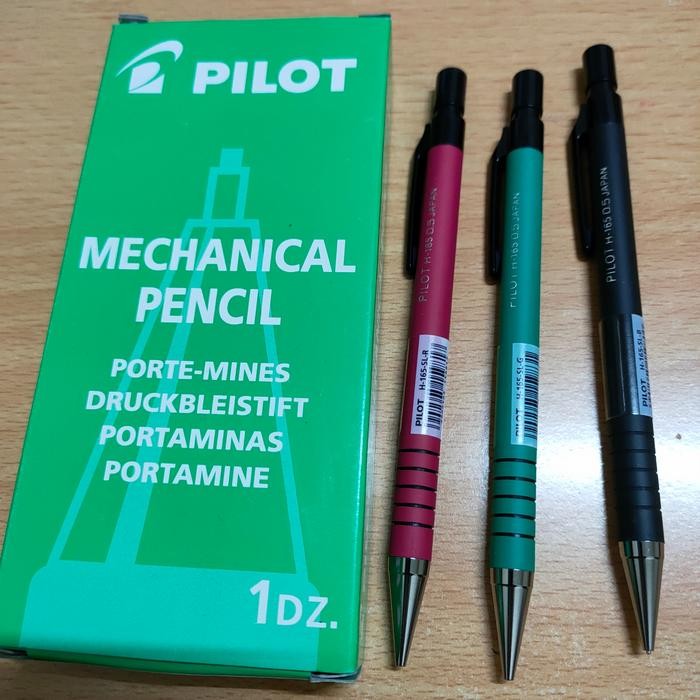 PILOT
MECHANICAL
PENCIL
PORTE-MINES
DRUCKBLEISTIFT
PORTAMINAS
PORTAMINE
1DZ.
PILOT H-165 0.5 JAPAN
PILOT H-165-SL-R
PILOT H-165 0.5 JAPAN
PILOT H-165-SL-G
PILOT H-165 0.5 JAPAN
PILOT H-165-SL-B